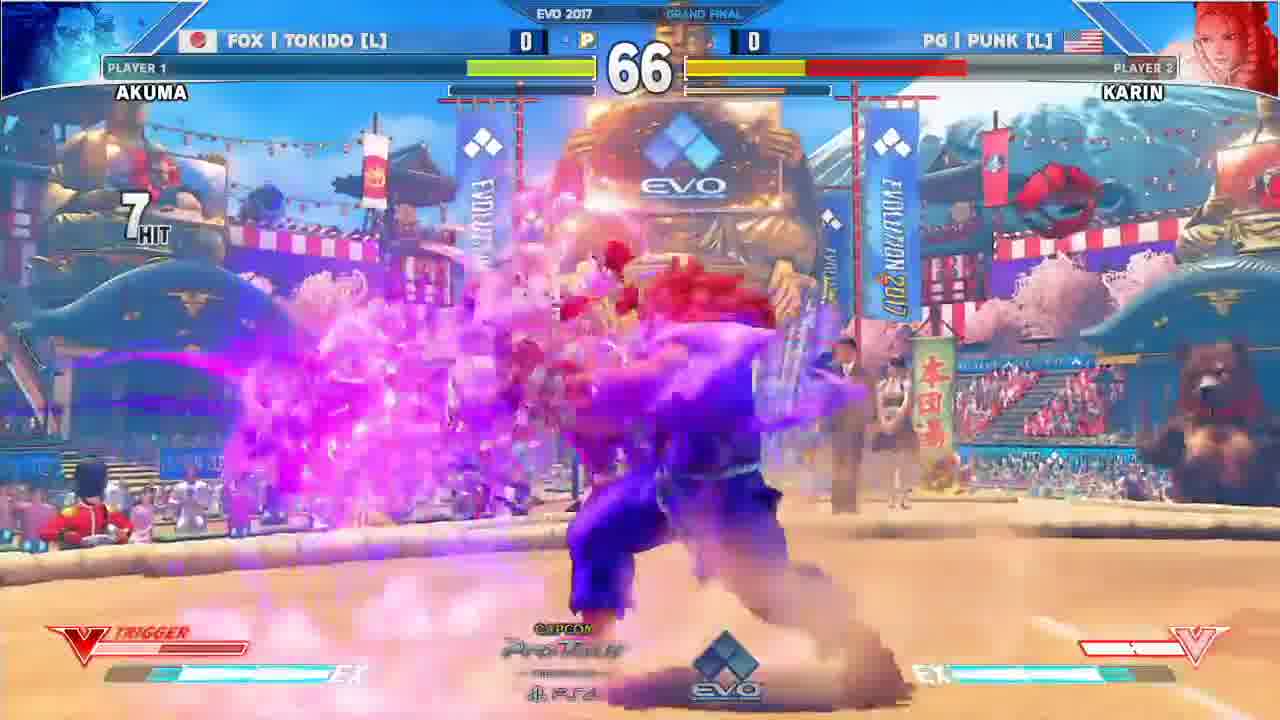 EVO 2017
GRAND FINAL
FOX | TOKIDO [L]
0
P
66
0
PG | PUNK [L]
PLAYER 1
PLAYER 2
AKUMA
KARIN
EVO
7 HIT
EVOLUTION 2017
本田湯
TRIGGER
EX
EX
CAPCOM
PRO TOUR
PS4
EVO